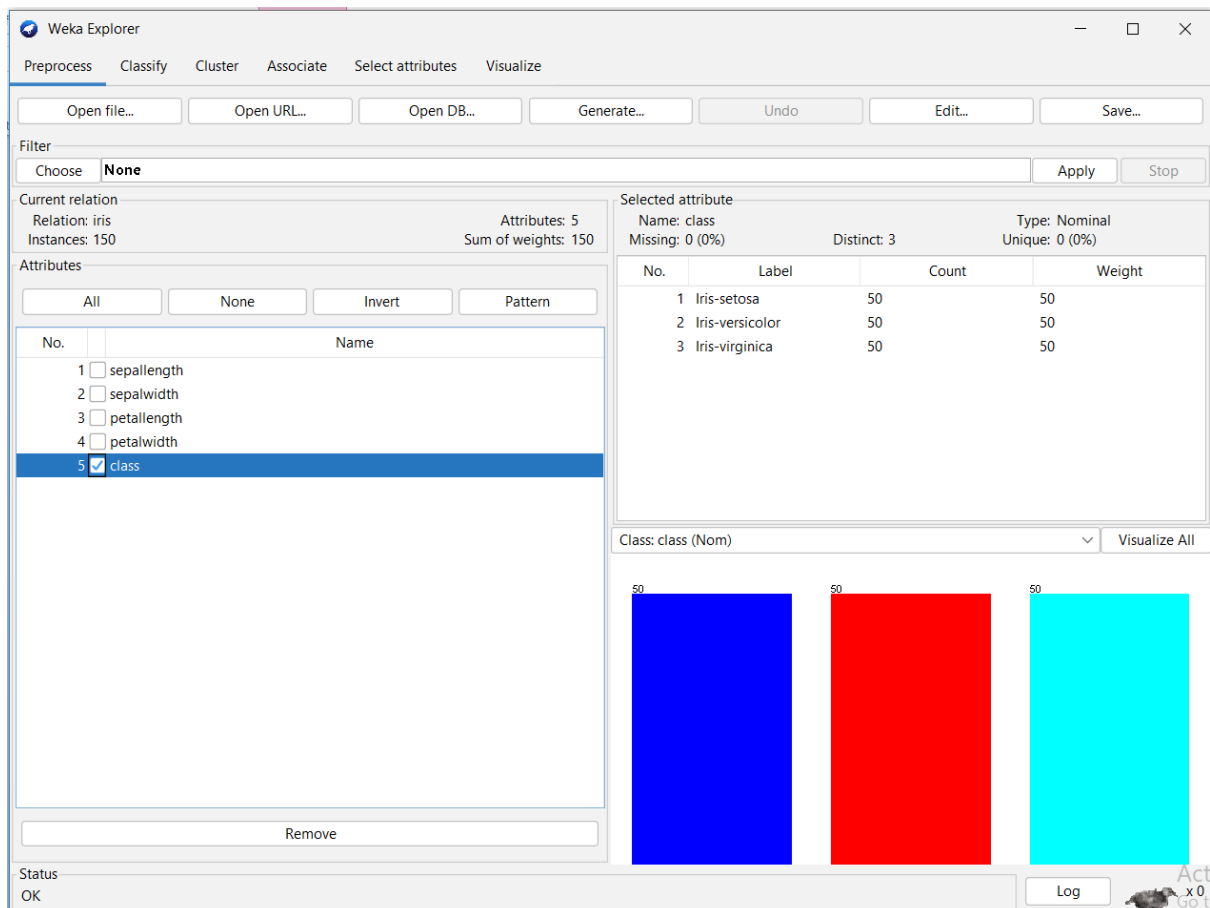 Weka Explorer
Preprocess Classify Cluster Associate Select attributes Visualize
Open file... Open URL... Open DB... Generate... Undo Edit... Save...
Filter
Choose None Apply Stop
Current relation
Relation: iris Attributes: 5
Instances: 150 Sum of weights: 150
Attributes
All None Invert Pattern
No. Name
1 sepallength
2 sepalwidth
3 petallength
4 petalwidth
5 class
Remove
Selected attribute
Name: class Type: Nominal
Missing: 0 (0%) Distinct: 3 Unique: 0 (0%)
No. Label Count Weight
1 Iris-setosa 50 50
2 Iris-versicolor 50 50
3 Iris-virginica 50 50
Class: class (Nom) Visualize All
50 50 50
Status
OK
Log x 0
Act
Go t